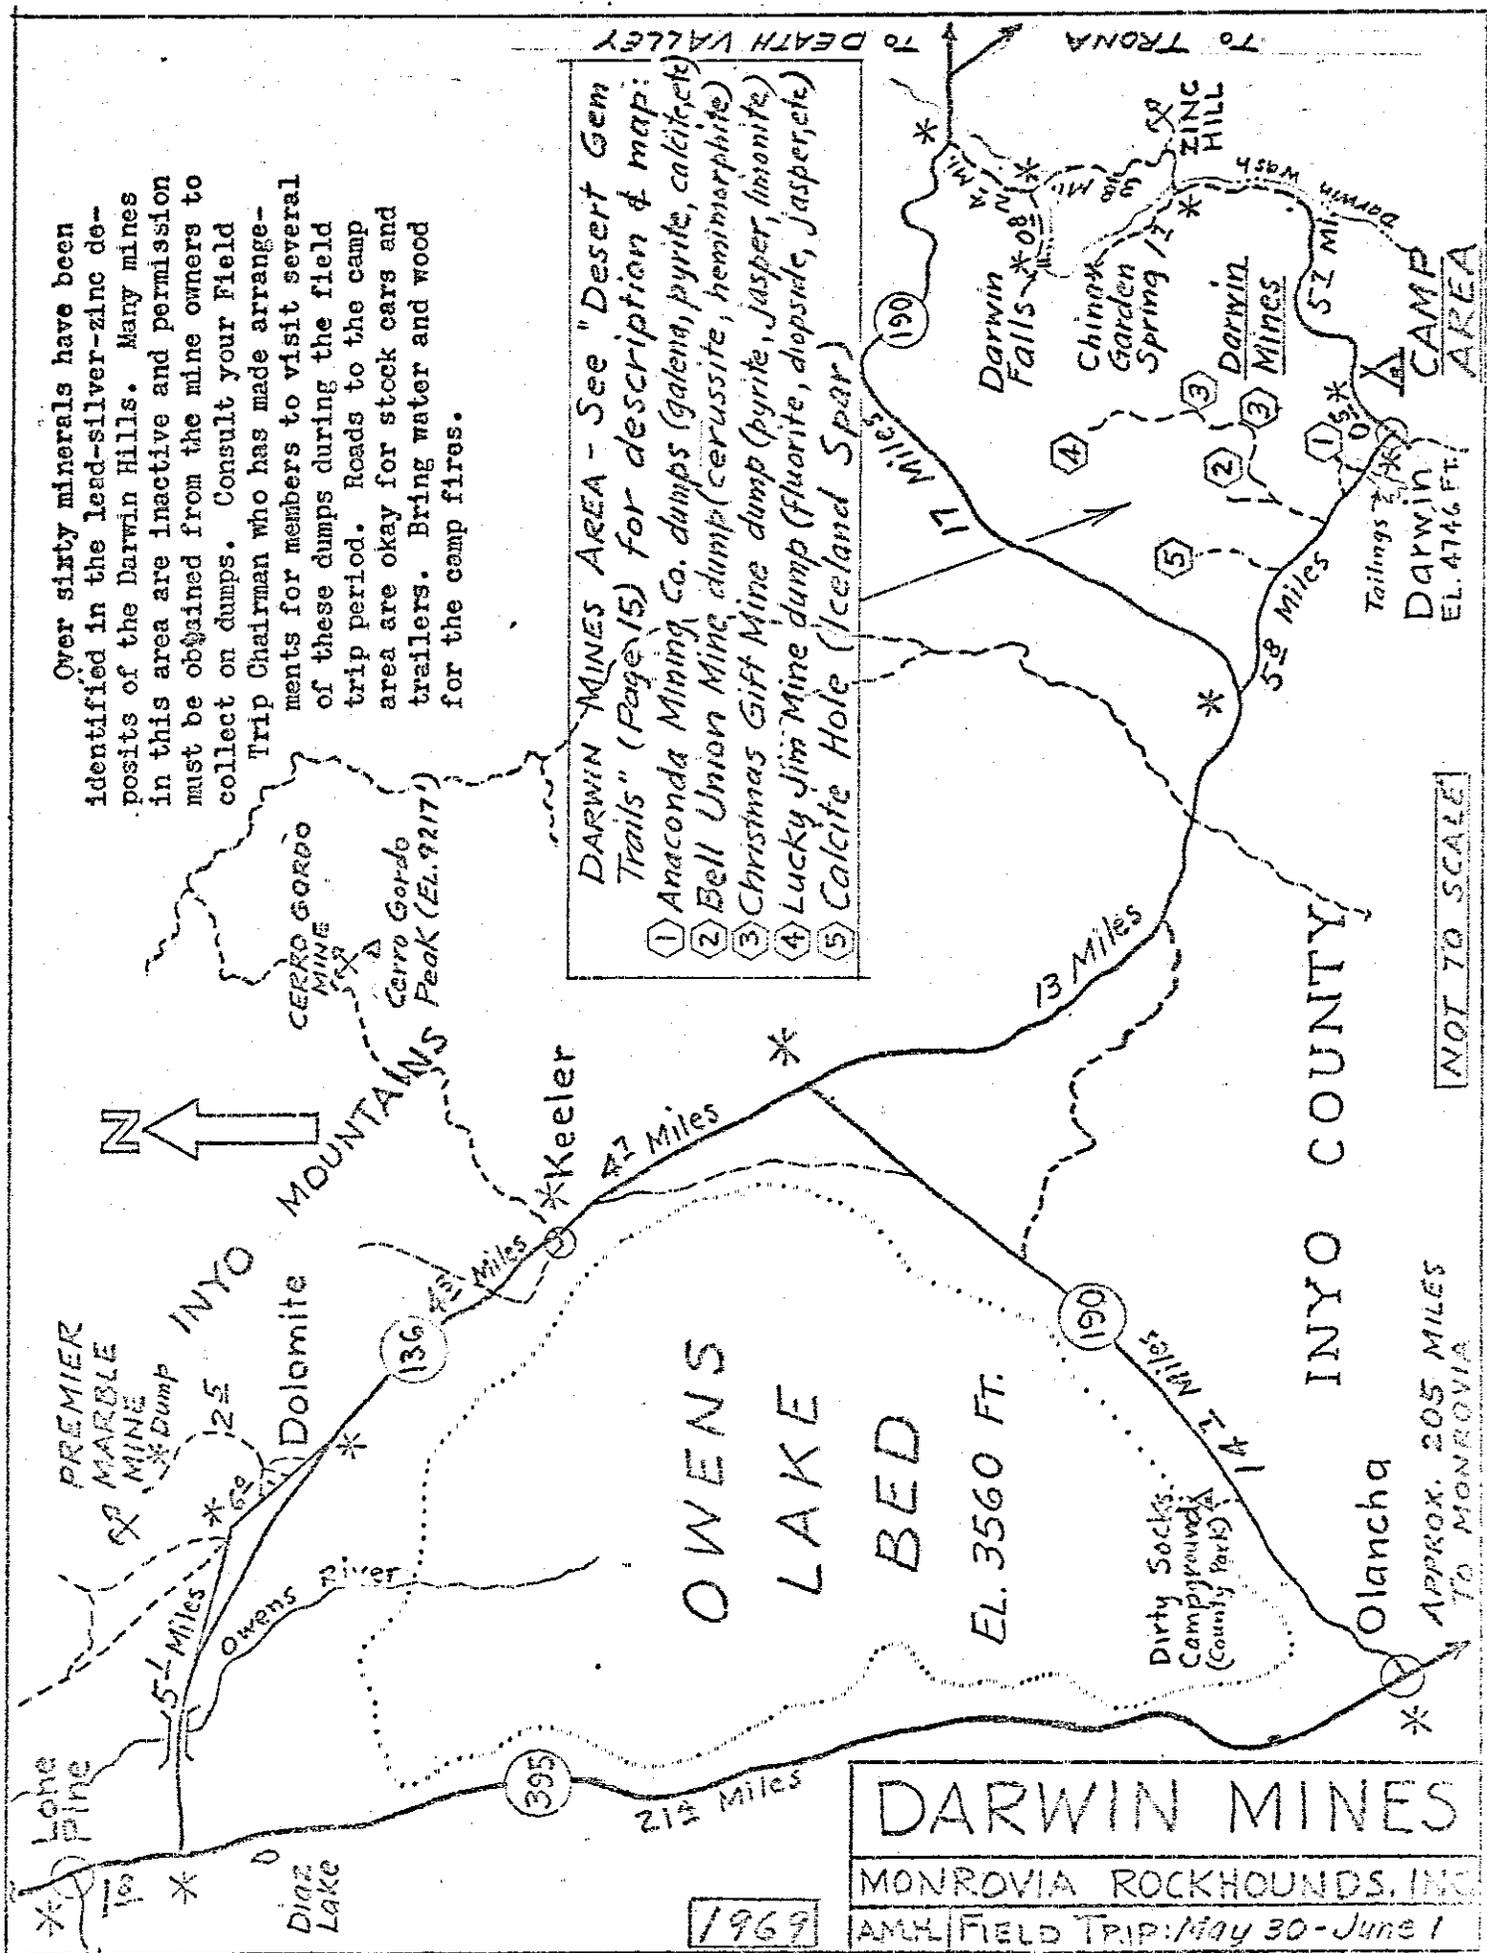 Over sixty minerals have been
identified in the lead-silver-zinc de-
posits of the Darwin Hills. Many mines
in this area are inactive and permission
must be obtained from the mine owners to
collect on dumps. Consult your Field
Trip Chairman who has made arrange-
ments for members to visit several
of these dumps during the field
trip period. Roads to the camp
area are okay for stock cars and
trailers. Bring water and wood
for the camp fires.
DARWIN MINES AREA - See "Desert Gem
Trails" (Page 15) for description & map:
① Anaconda Mining Co. dumps (galena, pyrite, calcite, etc)
② Bell Union Mine dump (cerussite, hemimorphite)
③ Christmas Gift Mine dump (pyrite, jasper, limonite)
④ Lucky Jim Mine dump (fluorite, diopside, jasper, etc)
⑤ Calcite Hole (Iceland Spar)
TO DEATH VALLEY
TO TRONA
N
INYO MOUNTAINS
CERRO GORDO
MINE
Cerro Gordo
Peak (EL. 9217')
PREMIER
MARBLE
MINE
*Dump
Dolomite
Lone
Pine
Diaz
Lake
Owens River
136
Keeler
395
190
190
OWENS
LAKE
BED
EL. 3560 FT.
Dirty Socks
Campground
(County Park)
Olancha
APPROX. 205 MILES
TO MONROVIA
INYO COUNTY
13 Miles
17 Miles
5⁸ Miles
Darwin
Falls
China
Garden
Spring
ZINC
HILL
Darwin Wash
Darwin
Mines
④
③
③
②
①
⑤
Tailings
Darwin
EL. 4746 FT.
CAMP
AREA
NOT TO SCALE
1969
DARWIN MINES
MONROVIA ROCKHOUNDS, INC
AMH FIELD TRIP: May 30 - June 1